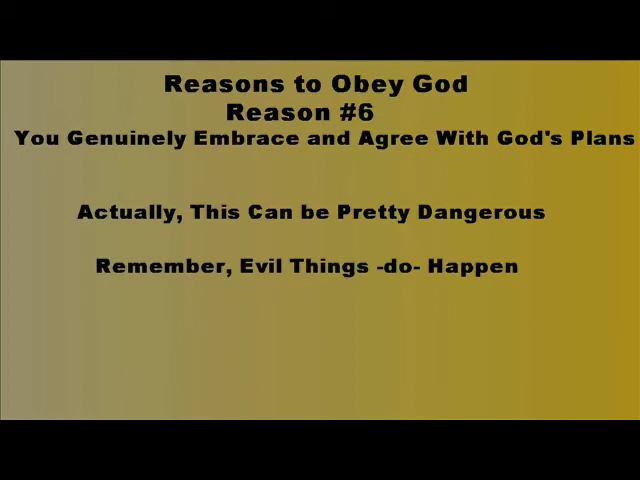 Reasons to Obey God
Reason #6
You Genuinely Embrace and Agree With God's Plans
Actually, This Can be Pretty Dangerous
Remember, Evil Things -do- Happen